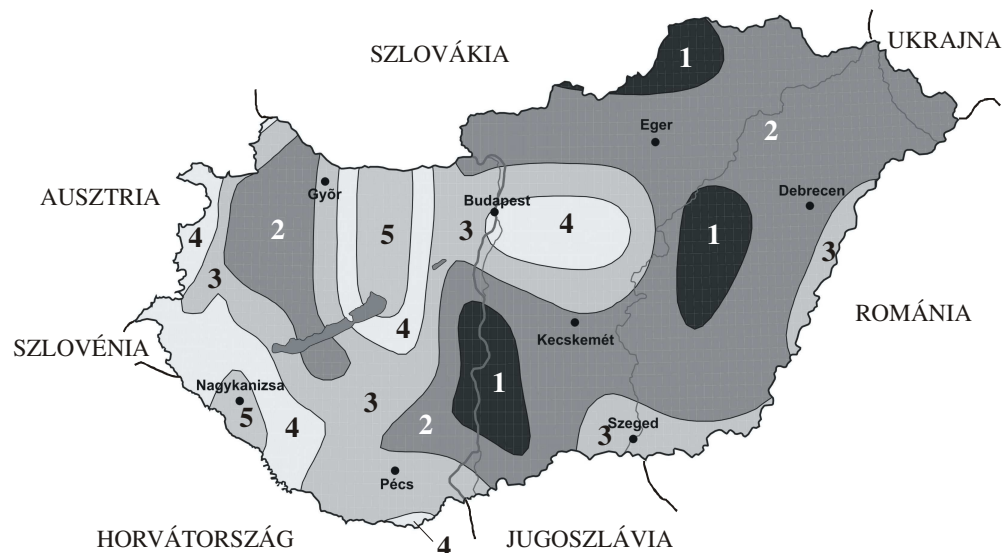 SZLOVÁKIA
UKRAJNA
1
Eger
2
AUSZTRIA
Győr
Budapest
Debrecen
4
2
5
3
4
1
3
3
ROMÁNIA
SZLOVÉNIA
4
Kecskemét
Nagykanizsa
5
4
3
2
1
3
Szeged
Pécs
HORVÁTORSZÁG
4
JUGOSZLÁVIA